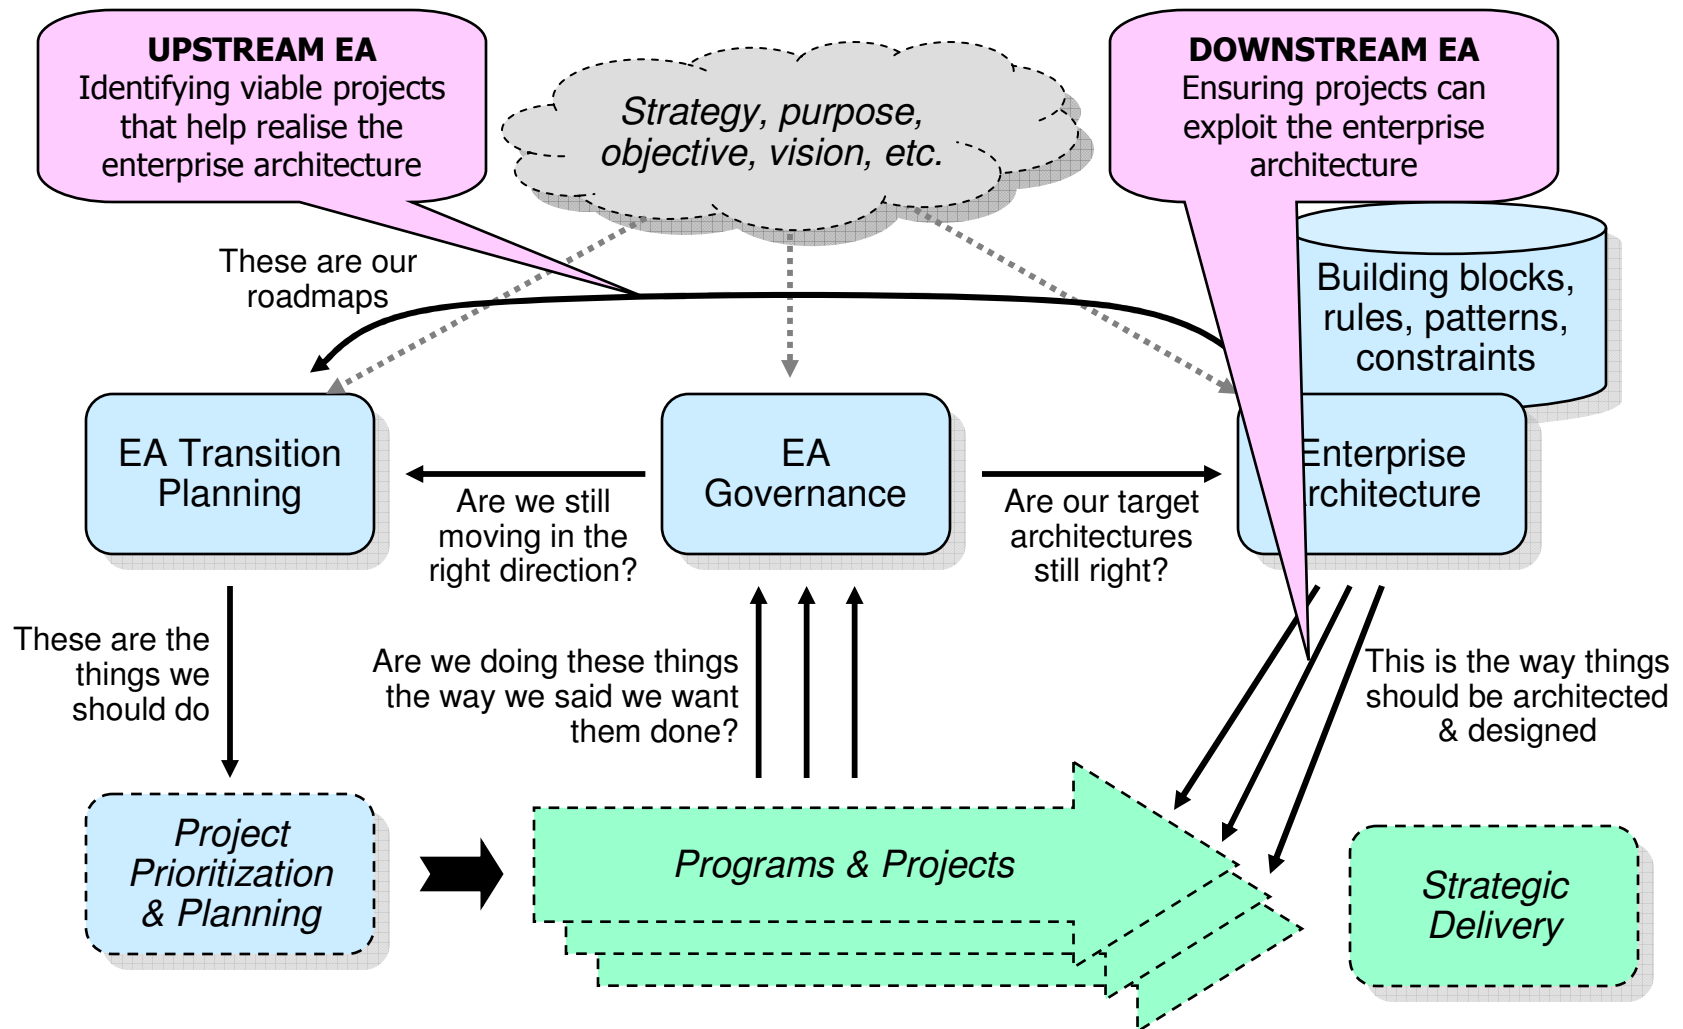 UPSTREAM EA
Identifying viable projects
that help realise the
enterprise architecture
Strategy, purpose,
objective, vision, etc.
DOWNSTREAM EA
Ensuring projects can
exploit the enterprise
architecture
These are our
roadmaps
Building blocks,
rules, patterns,
constraints
EA Transition
Planning
EA
Governance
Enterprise
rchitecture
Are we still
moving in the
right direction?
Are our target
architectures
still right?
These are the
things we
should do
Are we doing these things
the way we said we want
them done?
This is the way things
should be architected
& designed
Project
Prioritization
& Planning
Programs & Projects
Strategic
Delivery